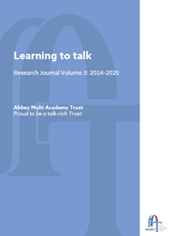 Learning to talk
Research Journal Volume 3: 2024-2025
Abbey Multi Academy Trust
Proud to be a talk-rich Trust